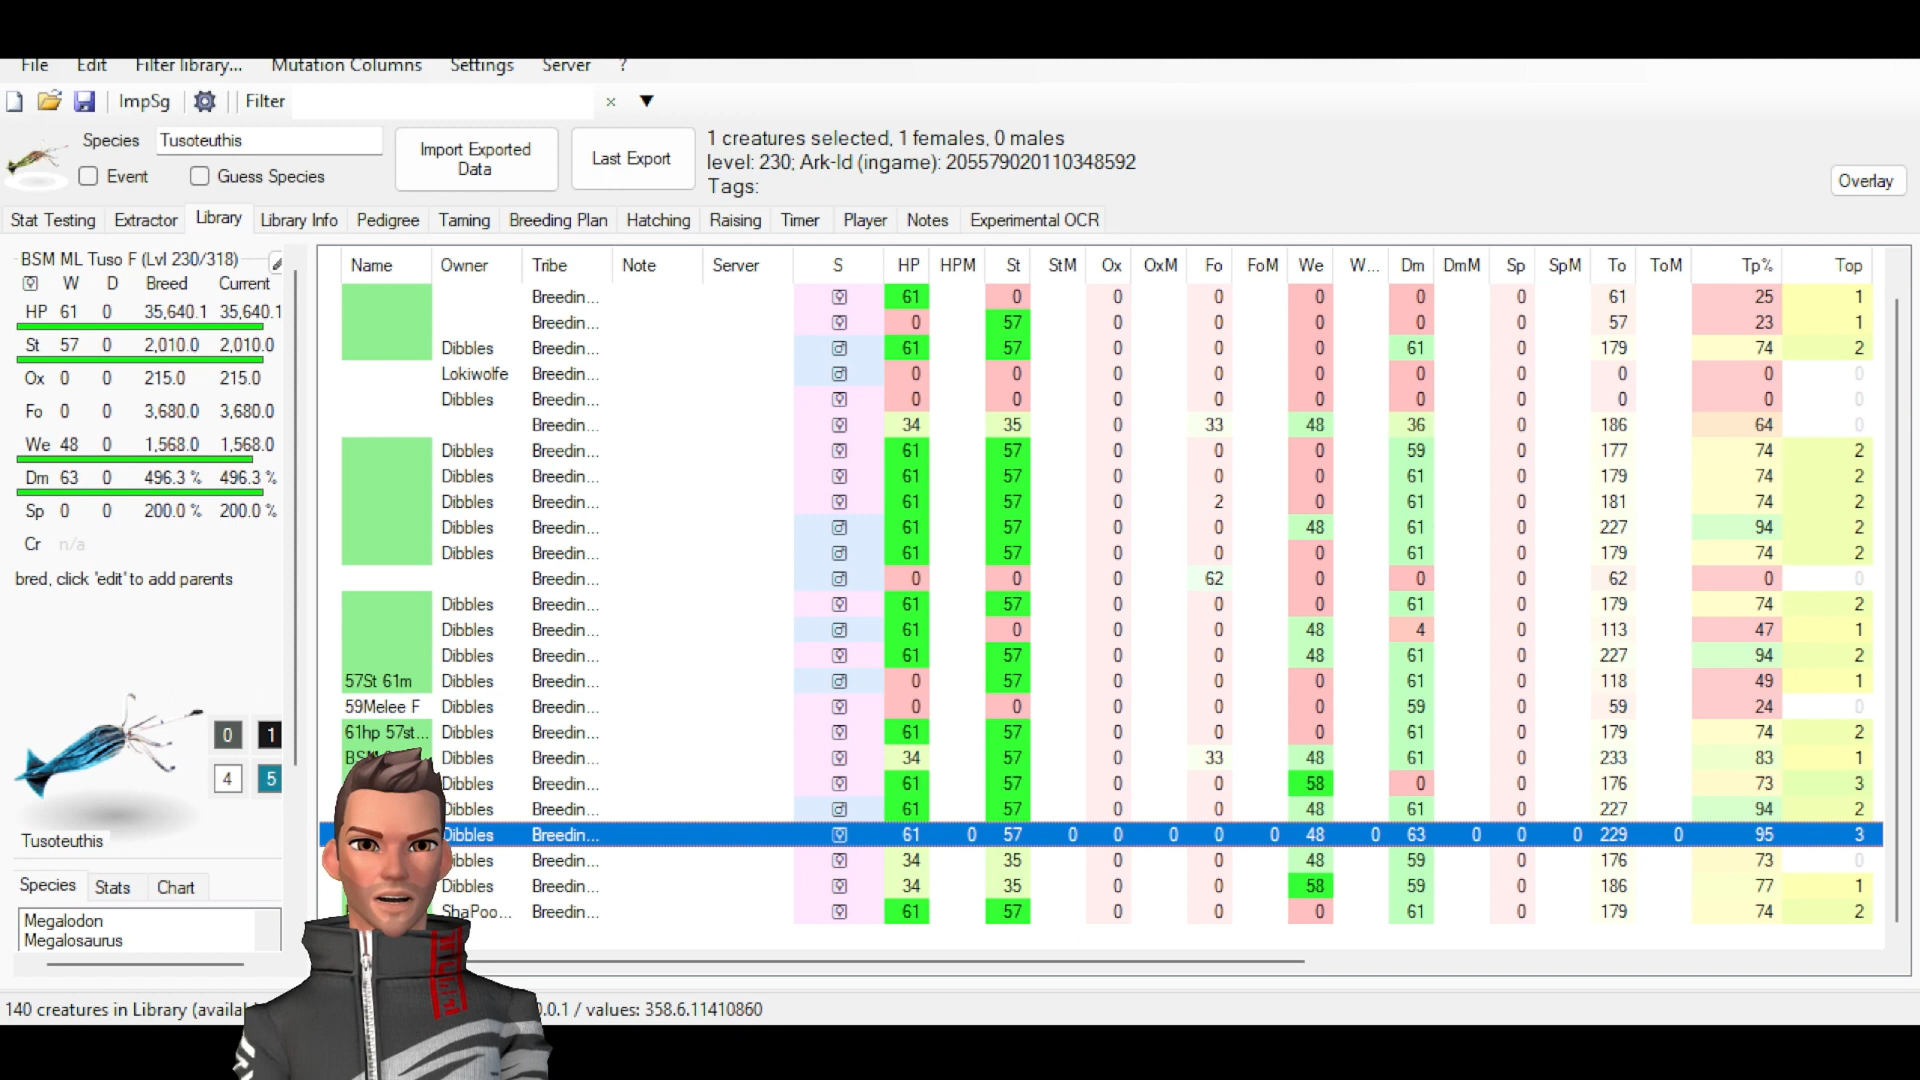 File Edit Filter library... Mutation Columns Settings Server ?
ImpSg Filter × ▼
Species Tusoteuthis
Event Guess Species
Import Exported
Data
Last Export
1 creatures selected, 1 females, 0 males
level: 230; Ark-Id (ingame): 205579020110348592
Tags:
Overlay
Stat Testing Extractor Library Library Info Pedigree Taming Breeding Plan Hatching Raising Timer Player Notes Experimental OCR
BSM ML Tuso F (Lvl 230/318)
W D Breed Current
HP 61 0 35,640.1 35,640.1
St 57 0 2,010.0 2,010.0
Ox 0 0 215.0 215.0
Fo 0 0 3,680.0 3,680.0
We 48 0 1,568.0 1,568.0
Dm 63 0 496.3 % 496.3 %
Sp 0 0 200.0 % 200.0 %
Cr n/a
bred, click 'edit' to add parents
0 1
4 5
Tusoteuthis
Species Stats Chart
Megalodon
Megalosaurus
Name Owner Tribe Note Server S HP HPM St StM Ox OxM Fo FoM We W... Dm DmM Sp SpM To ToM Tp% Top
Breedin... 61 0 0 0 0 0 0 61 25 1
Breedin... 0 57 0 0 0 0 0 57 23 1
Dibbles Breedin... 61 57 0 0 0 61 0 179 74 2
Lokiwolfe Breedin... 0 0 0 0 0 0 0 0 0 0
Dibbles Breedin... 0 0 0 0 0 0 0 0 0 0
Breedin... 34 35 0 33 48 36 0 186 64 0
Dibbles Breedin... 61 57 0 0 0 59 0 177 74 2
Dibbles Breedin... 61 57 0 0 0 61 0 179 74 2
Dibbles Breedin... 61 57 0 2 0 61 0 181 74 2
Dibbles Breedin... 61 57 0 0 48 61 0 227 94 2
Dibbles Breedin... 61 57 0 0 0 61 0 179 74 2
Breedin... 0 0 0 62 0 0 0 62 0 0
Dibbles Breedin... 61 57 0 0 0 61 0 179 74 2
Dibbles Breedin... 61 0 0 0 48 4 0 113 47 1
Dibbles Breedin... 61 57 0 0 48 61 0 227 94 2
57St 61m Dibbles Breedin... 0 57 0 0 0 61 0 118 49 1
59Melee F Dibbles Breedin... 0 0 0 0 0 59 0 59 24 0
61hp 57st... Dibbles Breedin... 61 57 0 0 0 61 0 179 74 2
Dibbles Breedin... 34 57 0 33 48 61 0 233 83 1
Dibbles Breedin... 61 57 0 0 58 0 0 176 73 3
Dibbles Breedin... 61 57 0 0 48 61 0 227 94 2
Dibbles Breedin... 61 0 57 0 0 0 0 0 48 0 63 0 0 0 229 0 95 3
Dibbles Breedin... 34 35 0 0 48 59 0 176 73 0
Dibbles Breedin... 34 35 0 0 58 59 0 186 77 1
ShaPoo... Breedin... 61 57 0 0 0 61 0 179 74 2
140 creatures in Library (availa 0.0.1 / values: 358.6.11410860